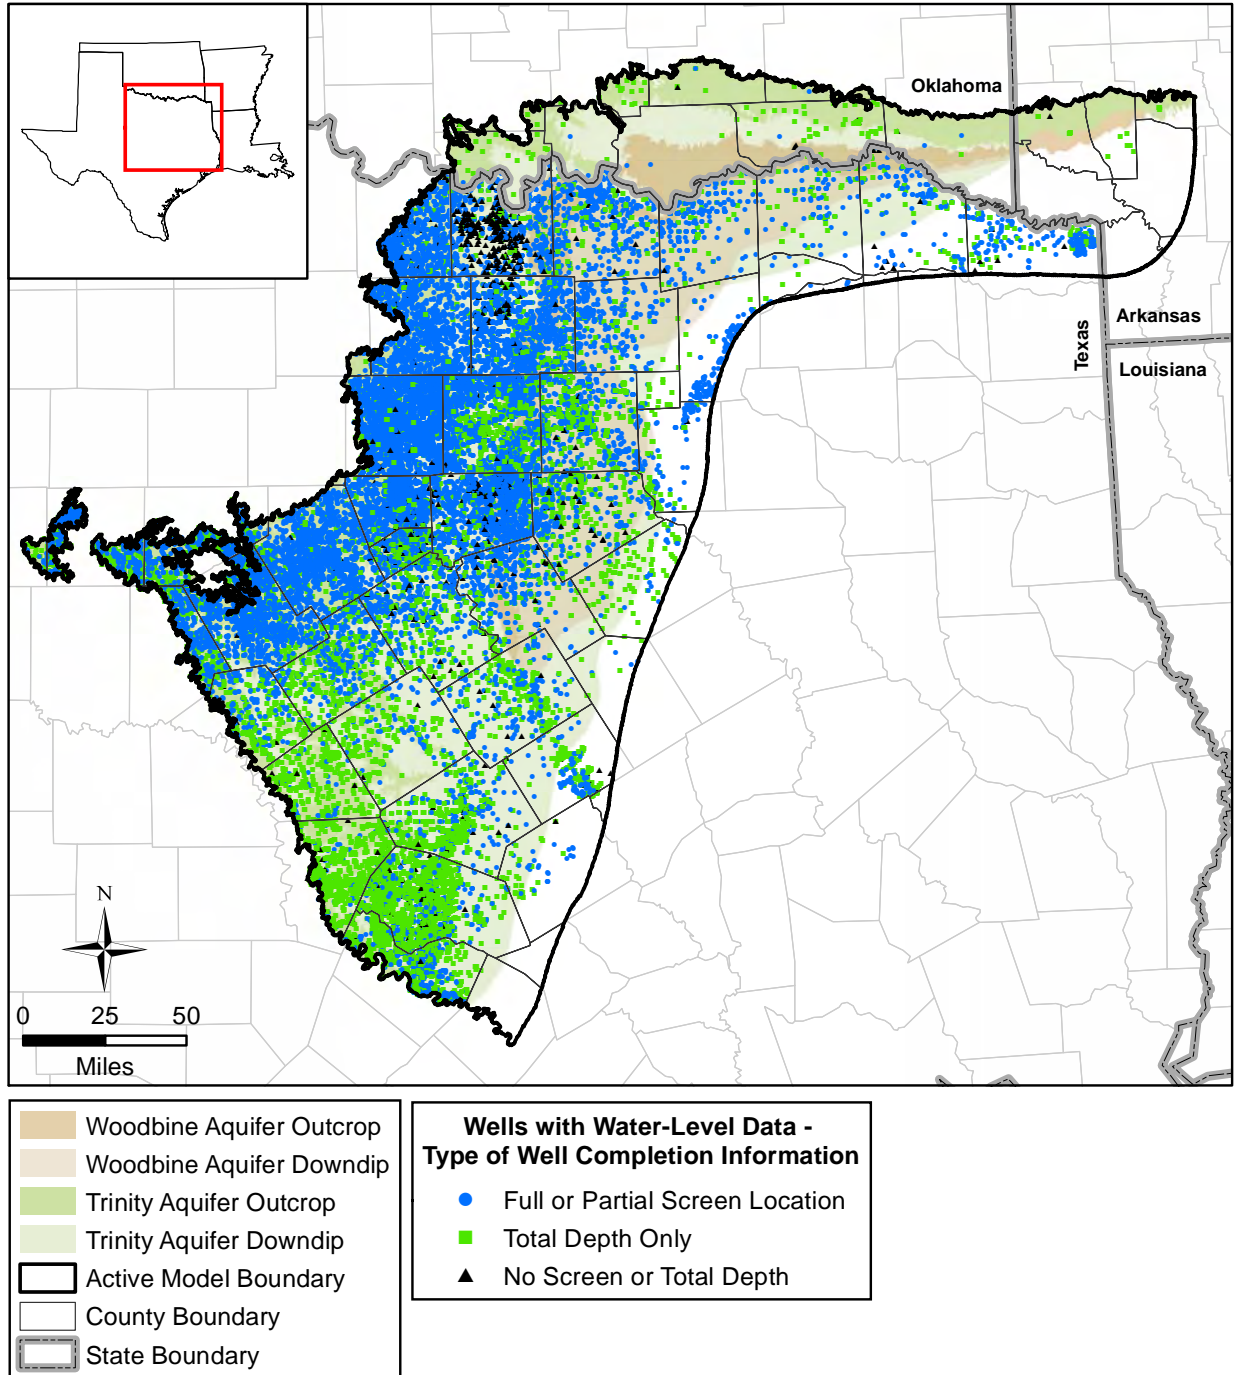 Oklahoma
Arkansas
Texas
Louisiana
N
0 25 50
Miles
Woodbine Aquifer Outcrop
Woodbine Aquifer Downdip
Trinity Aquifer Outcrop
Trinity Aquifer Downdip
Active Model Boundary
County Boundary
State Boundary
Wells with Water-Level Data -
Type of Well Completion Information
Full or Partial Screen Location
Total Depth Only
No Screen or Total Depth